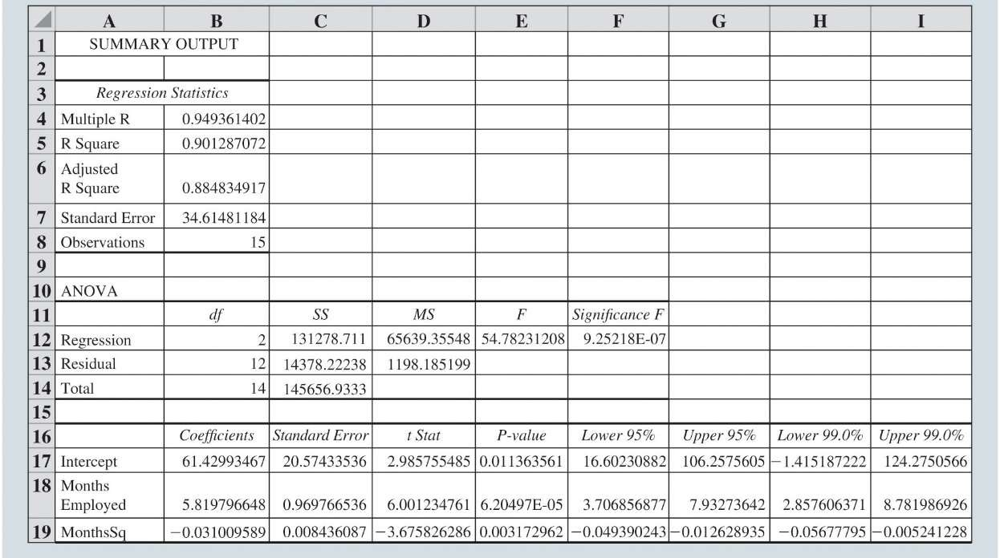 A B C D E F G H I
1 SUMMARY OUTPUT
2
3 Regression Statistics
4 Multiple R 0.949361402
5 R Square 0.901287072
6 Adjusted
R Square 0.884834917
7 Standard Error 34.61481184
8 Observations 15
9
10 ANOVA
11 df SS MS F Significance F
12 Regression 2 131278.711 65639.35548 54.78231208 9.25218E-07
13 Residual 12 14378.22238 1198.185199
14 Total 14 145656.9333
15
16 Coefficients Standard Error t Stat P-value Lower 95% Upper 95% Lower 99.0% Upper 99.0%
17 Intercept 61.42993467 20.57433536 2.985755485 0.011363561 16.60230882 106.2575605 −1.415187222 124.2750566
18 Months
Employed 5.819796648 0.969766536 6.001234761 6.20497E-05 3.706856877 7.93273642 2.857606371 8.781986926
19 MonthsSq −0.031009589 0.008436087 −3.675826286 0.003172962 −0.049390243 −0.012628935 −0.05677795 −0.005241228